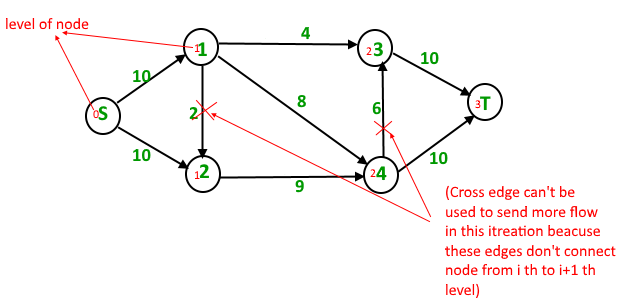 level of node
1
1
4
2
3
10
10
0
S
2
8
6
3
T
10
1
2
9
2
4
10
(Cross edge can't be
used to send more flow
in this itreation beacuse
these edges don't connect
node from i th to i+1 th
level)